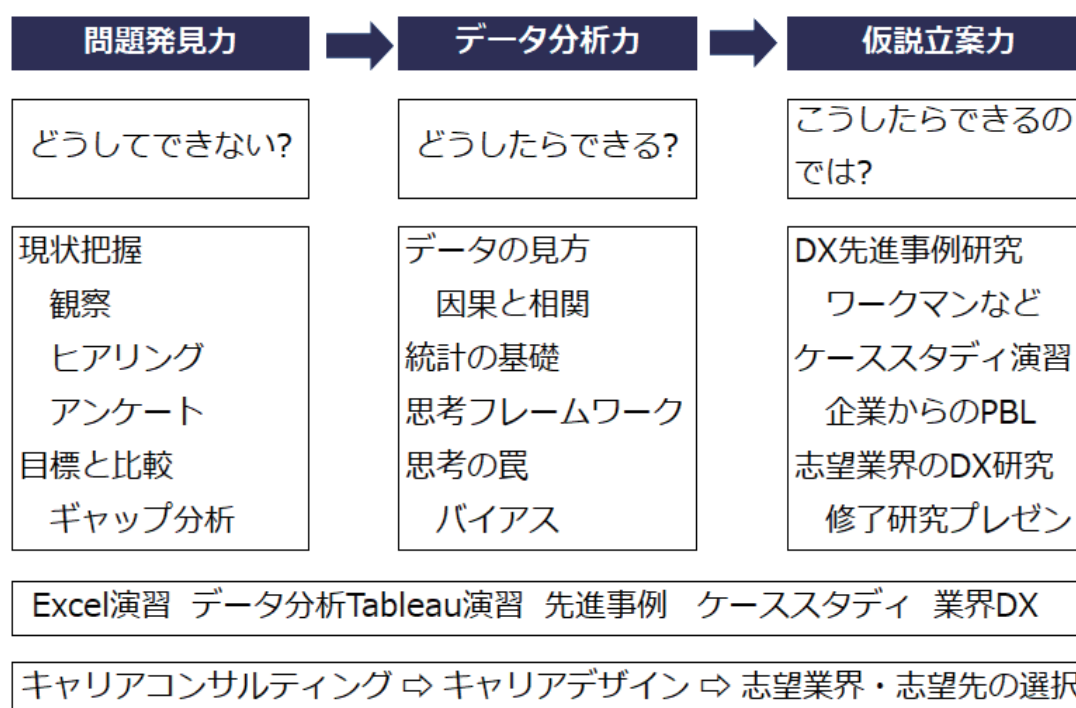 問題発見力
データ分析力
仮説立案力
どうしてできない?
どうしたらできる?
こうしたらできるの
では?
現状把握
観察
ヒアリング
アンケート
目標と比較
ギャップ分析
データの見方
因果と相関
統計の基礎
思考フレームワーク
思考の罠
バイアス
DX先進事例研究
ワークマンなど
ケーススタディ演習
企業からのPBL
志望業界のDX研究
修了研究プレゼン
Excel演習 データ分析Tableau演習 先進事例 ケーススタディ 業界DX
キャリアコンサルティング ⇨ キャリアデザイン ⇨ 志望業界・志望先の選択